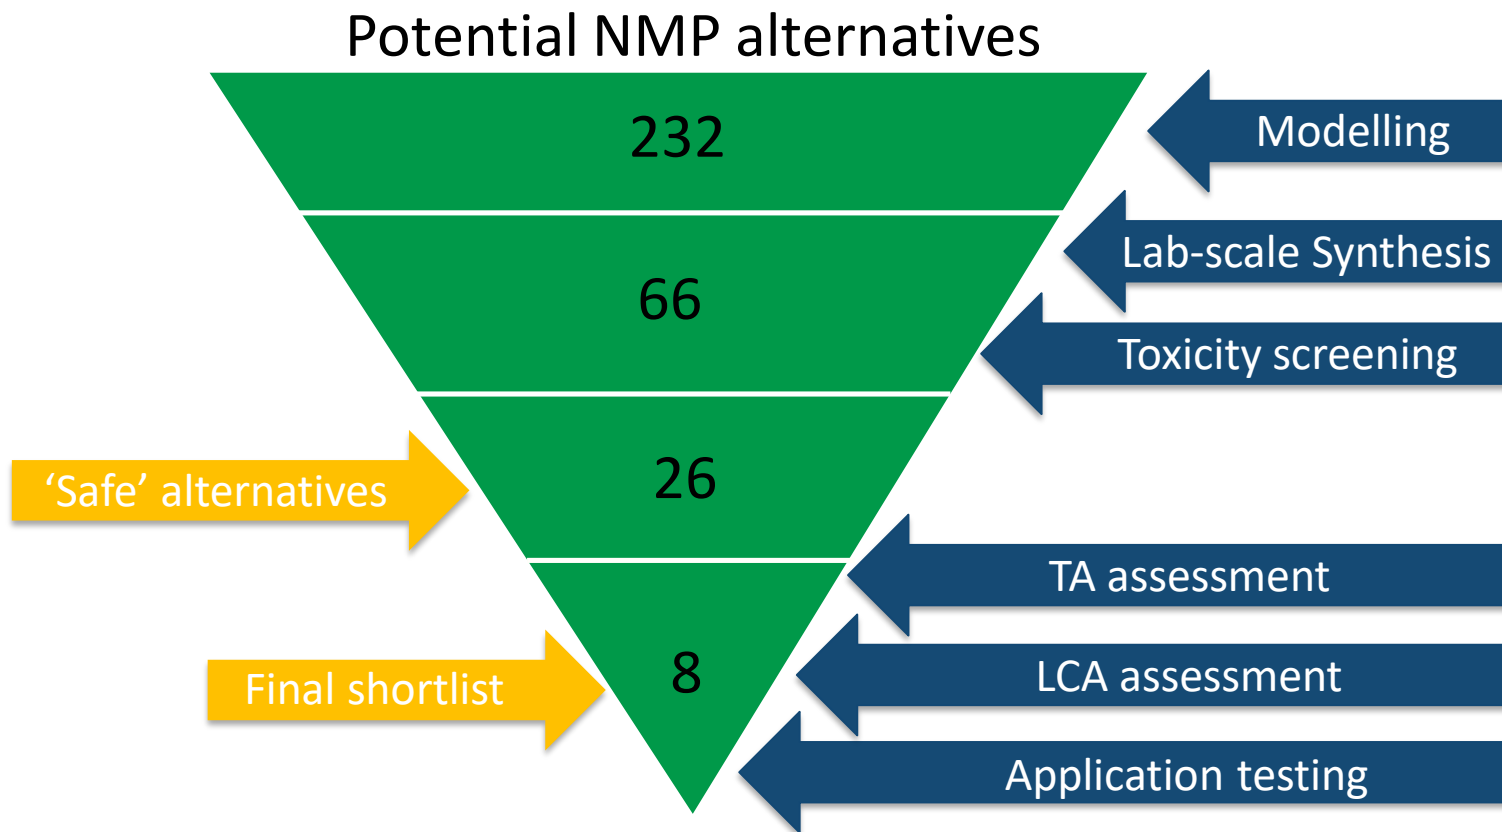 Potential NMP alternatives
232
Modelling
66
Lab-scale Synthesis
Toxicity screening
26
‘Safe’ alternatives
TA assessment
8
Final shortlist
LCA assessment
Application testing